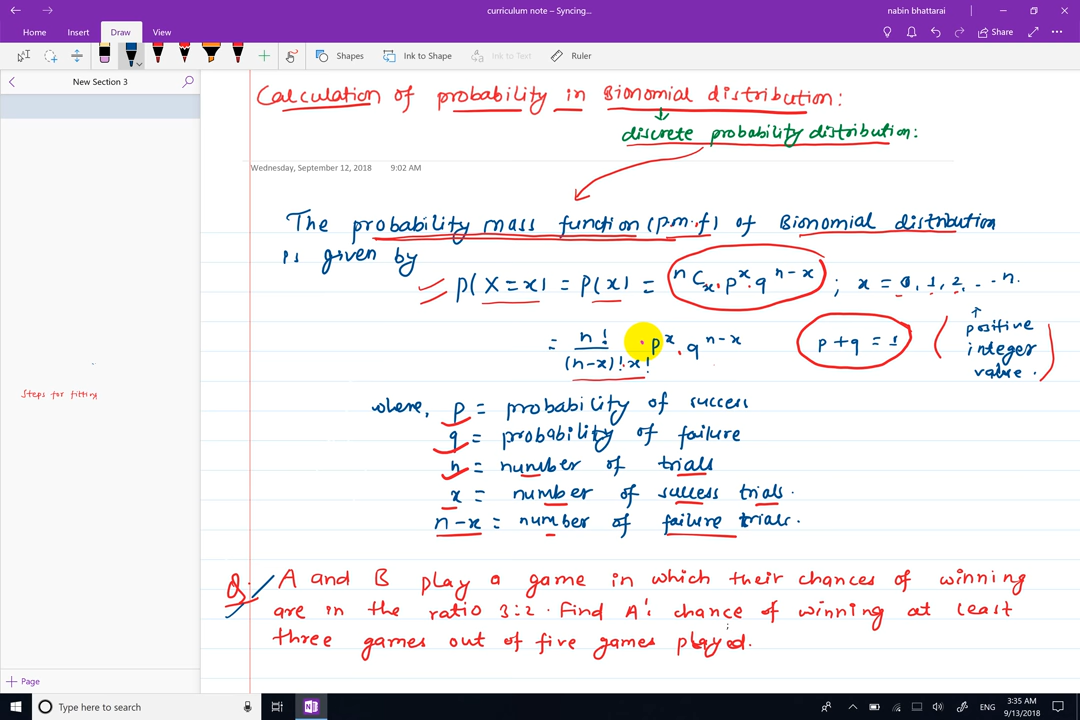 curriculum note – Syncing...
nabin bhattarai
Home Insert Draw View
Share
Shapes Ink to Shape Ink to Text Ruler
New Section 3
Calculation of probability in Bionomial distribution:
discrete probability distribution:
Wednesday, September 12, 2018 9:02 AM
The probability mass function (p.m.f) of Bionomial distribution
is given by
P(X=x) = P(x) = ⁿCₓ.pˣ.qⁿ⁻ˣ ; x = 0, 1, 2, ... n.
= n!/(n-x)!.x! .pˣ.qⁿ⁻ˣ p+q = 1 (positive
integer
value.)
where, p = probability of success
q = probability of failure
n = number of trials
x = number of success trials.
n-x = number of failure trials.
Steps for fitting
Q: A and B play a game in which their chances of winning
are in the ratio 3:2. Find A's chance of winning at least
three games out of five games played.
+ Page
Type here to search
ENG
3:35 AM
9/13/2018